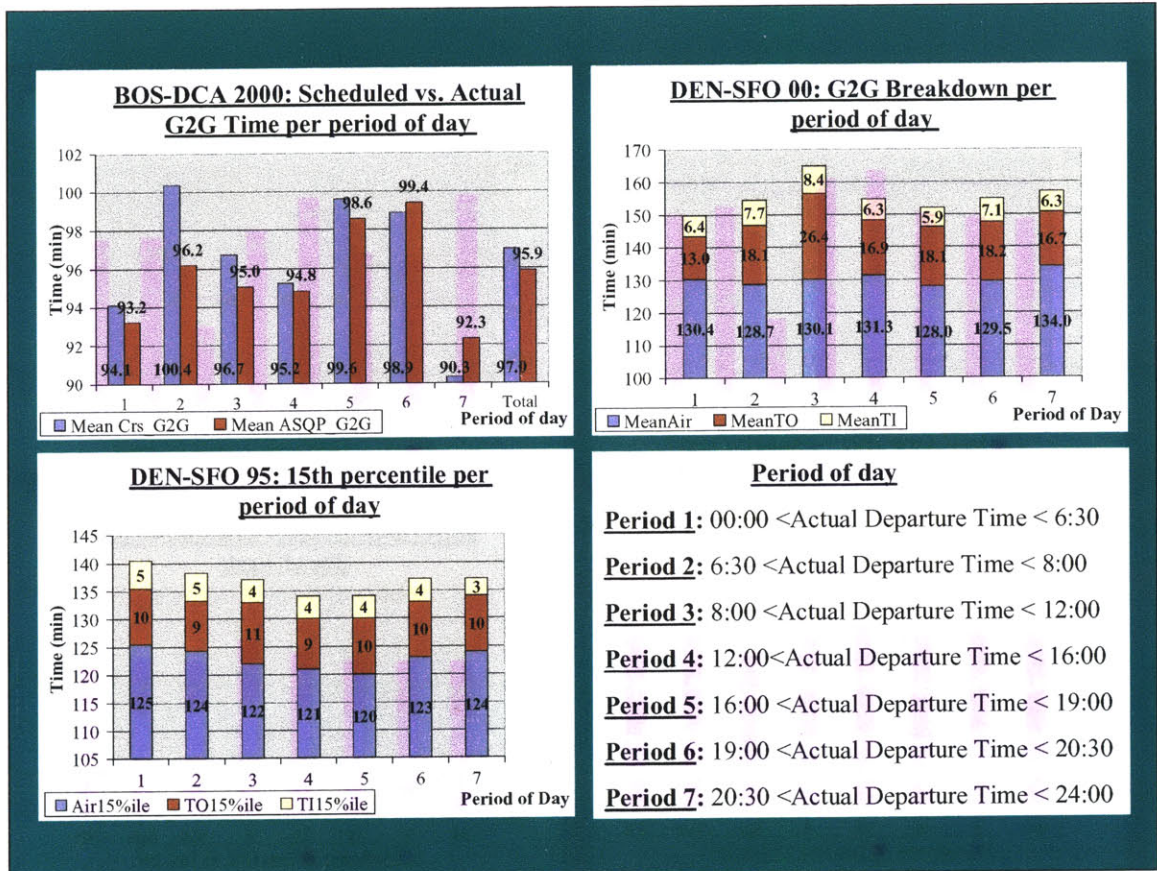 BOS-DCA 2000: Scheduled vs. Actual
G2G Time per period of day
Time (min)
102
100
98
96
94
92
90
94.1
93.2
100.4
96.2
96.7
95.0
95.2
94.8
99.6
98.6
98.9
99.4
90.3
92.3
97.0
95.9
1 2 3 4 5 6 7 Total
Period of day
Mean Crs_G2G Mean ASQP_G2G
DEN-SFO 00: G2G Breakdown per
period of day
Time (min)
170
160
150
140
130
120
110
100
6.4 7.7 8.4 6.3 5.9 7.1 6.3
13.0 18.1 26.4 16.9 18.1 18.2 16.7
130.4 128.7 130.1 131.3 128.0 129.5 134.0
1 2 3 4 5 6 7
MeanAir MeanTO MeanTI
Period of Day
DEN-SFO 95: 15th percentile per
period of day
Time (min)
145
140
135
130
125
120
115
110
105
5 5 4 4 4 4 3
10 9 11 9 10 10 10
125 124 122 121 120 123 124
1 2 3 4 5 6 7
Air15%ile TO15%ile TI15%ile
Period of Day
Period of day
Period 1: 00:00 <Actual Departure Time < 6:30
Period 2: 6:30 <Actual Departure Time < 8:00
Period 3: 8:00 <Actual Departure Time < 12:00
Period 4: 12:00<Actual Departure Time < 16:00
Period 5: 16:00 <Actual Departure Time < 19:00
Period 6: 19:00 <Actual Departure Time < 20:30
Period 7: 20:30 <Actual Departure Time < 24:00